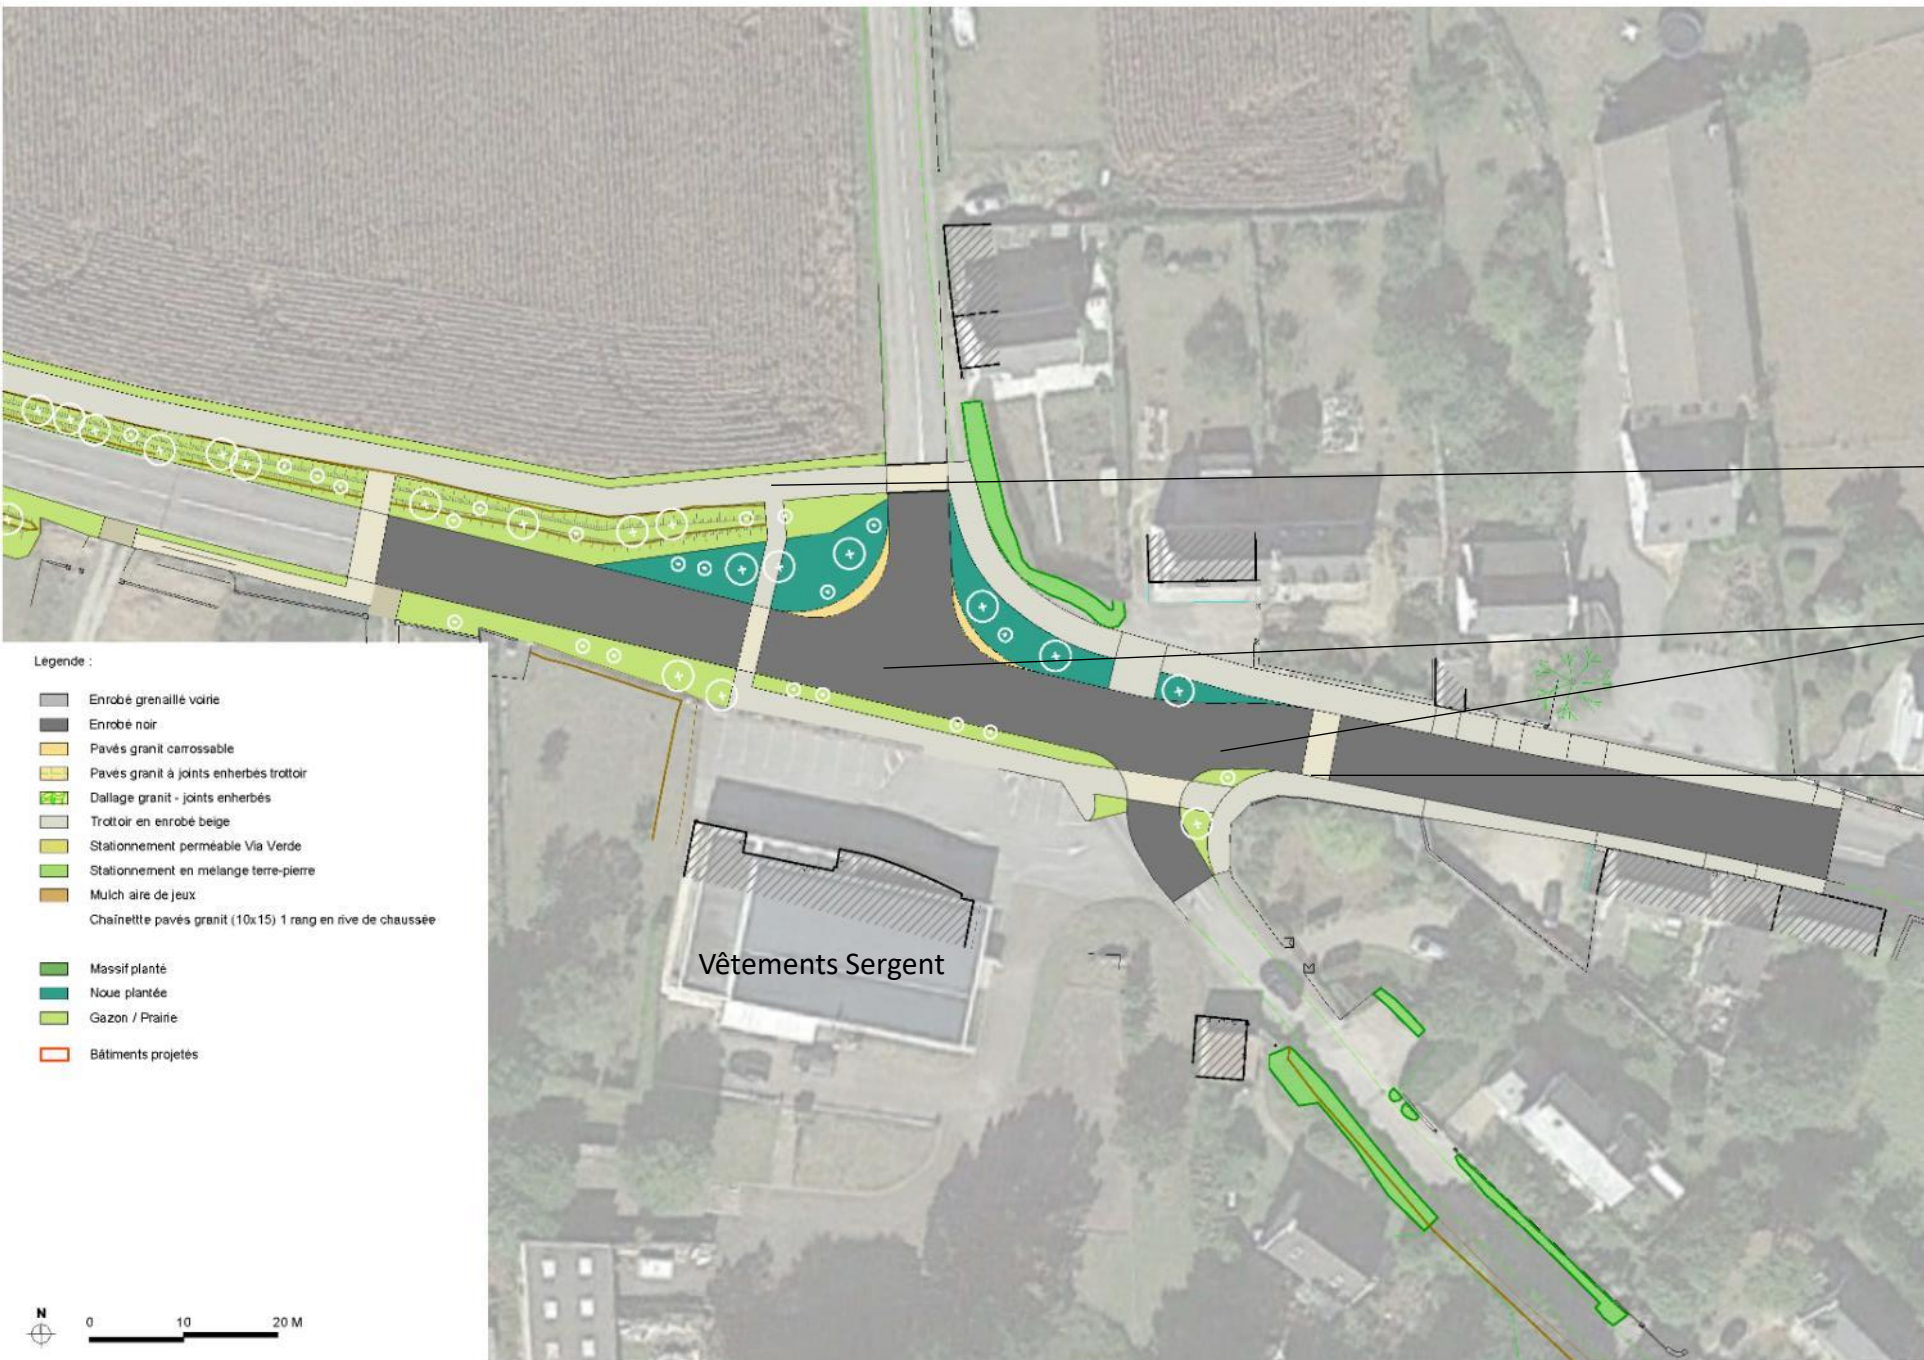 Légende :
Enrobé grenaillé voirie
Enrobé noir
Pavés granit carrossable
Pavés granit à joints enherbés trottoir
Dallage granit - joints enherbés
Trottoir en enrobé beige
Stationnement perméable Via Verde
Stationnement en mélange terre-pierre
Mulch aire de jeux
Chaînettte pavés granit (10x15) 1 rang en rive de chaussée
Massif planté
Noue plantée
Gazon / Prairie
Bâtiments projetés
Vêtements Sergent
N
0 10 20 M